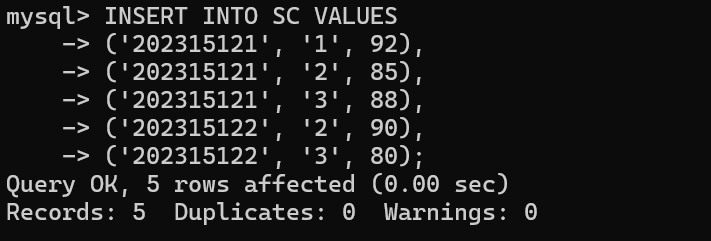 mysql> INSERT INTO SC VALUES
    -> ('202315121', '1', 92),
    -> ('202315121', '2', 85),
    -> ('202315121', '3', 88),
    -> ('202315122', '2', 90),
    -> ('202315122', '3', 80);
Query OK, 5 rows affected (0.00 sec)
Records: 5  Duplicates: 0  Warnings: 0